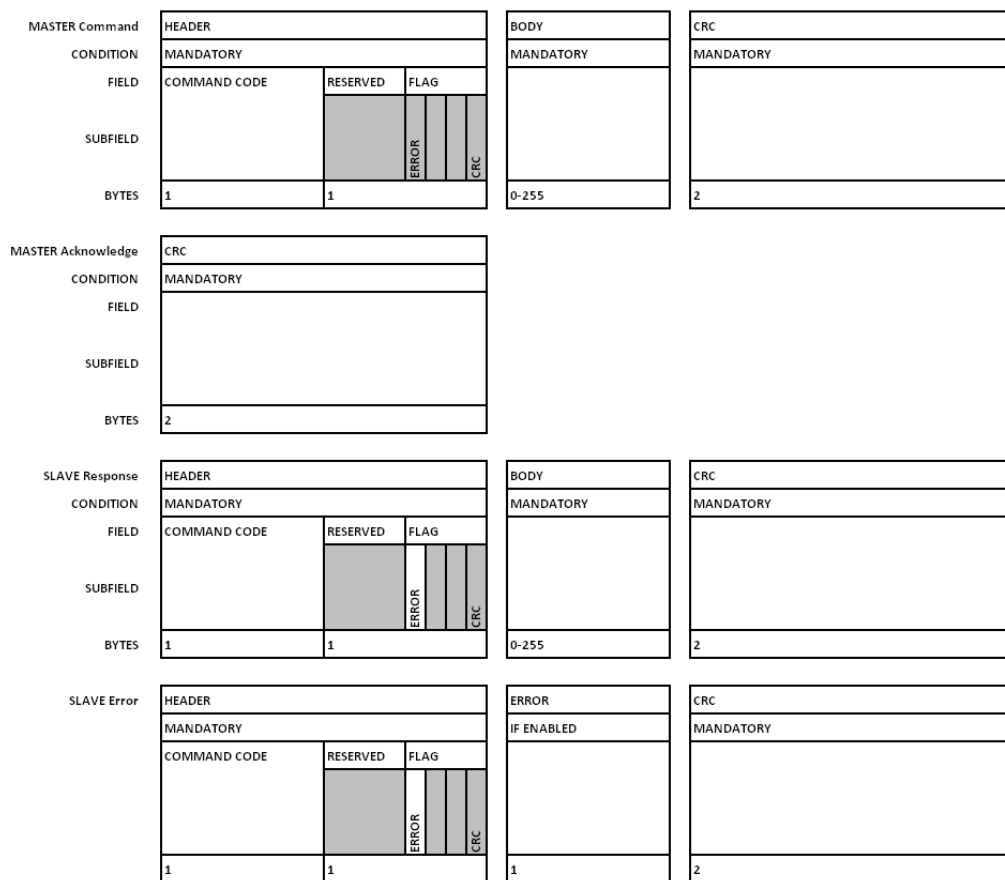 MASTER Command HEADER BODY CRC
CONDITION MANDATORY MANDATORY MANDATORY
FIELD COMMAND CODE RESERVED FLAG
SUBFIELD ERROR CRC
BYTES 1 1 0-255 2
MASTER Acknowledge CRC
CONDITION MANDATORY
FIELD
SUBFIELD
BYTES 2
SLAVE Response HEADER BODY CRC
CONDITION MANDATORY MANDATORY MANDATORY
FIELD COMMAND CODE RESERVED FLAG
SUBFIELD ERROR CRC
BYTES 1 1 0-255 2
SLAVE Error HEADER ERROR CRC
MANDATORY IF ENABLED MANDATORY
COMMAND CODE RESERVED FLAG
ERROR CRC
1 1 1 2